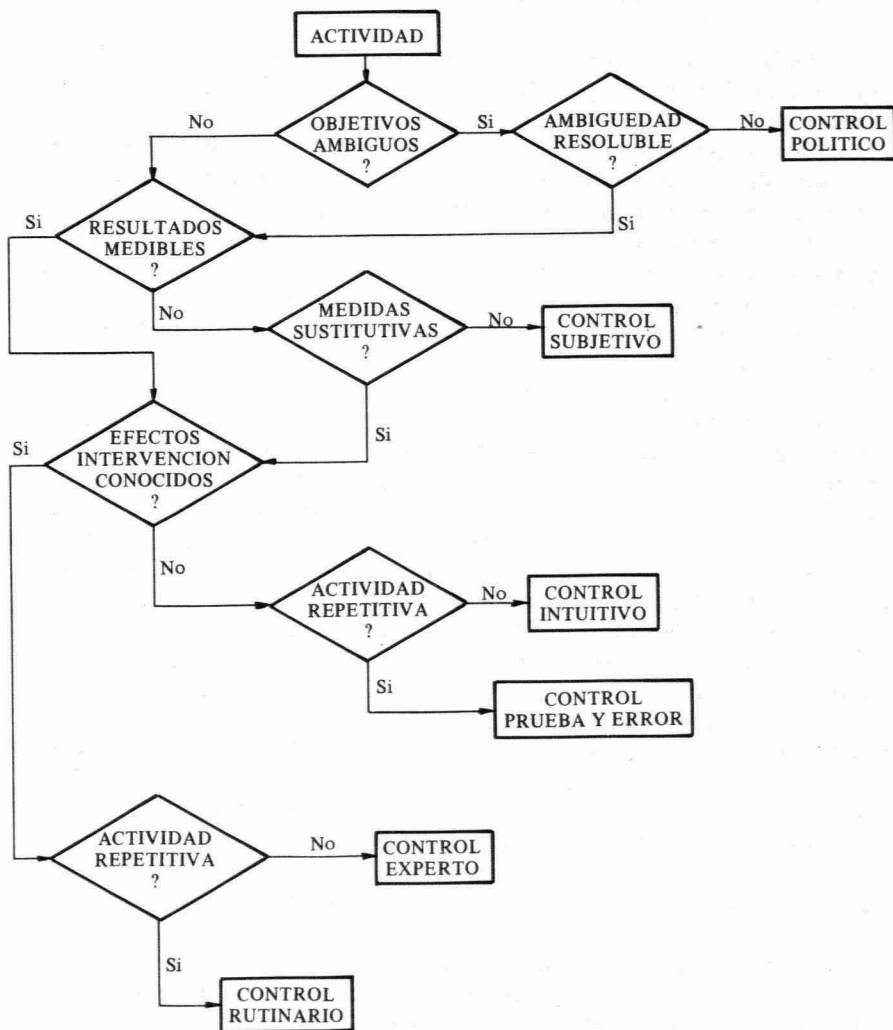 ACTIVIDAD
No
OBJETIVOS
AMBIGUOS
?
Si
AMBIGUEDAD
RESOLUBLE
?
No
CONTROL
POLITICO
Si
RESULTADOS
MEDIBLES
?
Si
No
MEDIDAS
SUSTITUTIVAS
?
No
CONTROL
SUBJETIVO
Si
EFECTOS
INTERVENCION
CONOCIDOS
?
Si
No
ACTIVIDAD
REPETITIVA
?
No
CONTROL
INTUITIVO
Si
CONTROL
PRUEBA Y ERROR
ACTIVIDAD
REPETITIVA
?
No
CONTROL
EXPERTO
Si
CONTROL
RUTINARIO